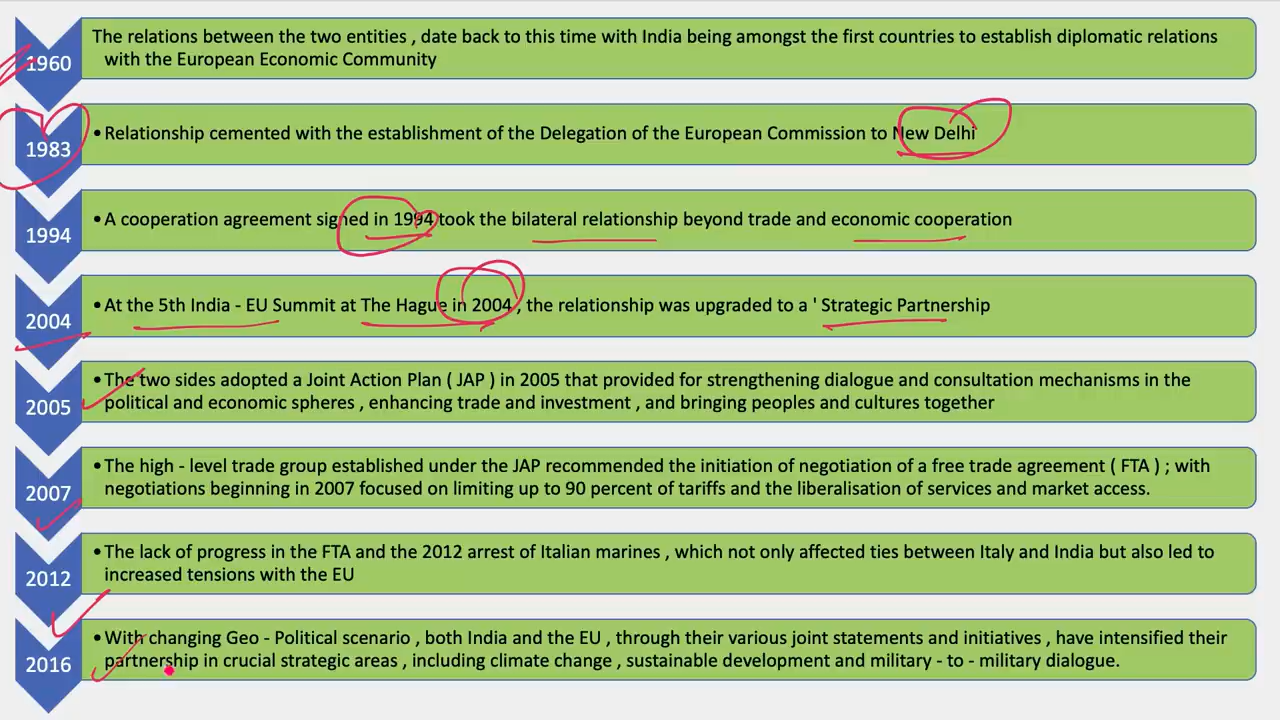 1960
The relations between the two entities , date back to this time with India being amongst the first countries to establish diplomatic relations
with the European Economic Community
1983
• Relationship cemented with the establishment of the Delegation of the European Commission to New Delhi
1994
• A cooperation agreement signed in 1994 took the bilateral relationship beyond trade and economic cooperation
2004
• At the 5th India - EU Summit at The Hague in 2004 , the relationship was upgraded to a ' Strategic Partnership
2005
• The two sides adopted a Joint Action Plan ( JAP ) in 2005 that provided for strengthening dialogue and consultation mechanisms in the
political and economic spheres , enhancing trade and investment , and bringing peoples and cultures together
2007
• The high - level trade group established under the JAP recommended the initiation of negotiation of a free trade agreement ( FTA ) ; with
negotiations beginning in 2007 focused on limiting up to 90 percent of tariffs and the liberalisation of services and market access.
2012
• The lack of progress in the FTA and the 2012 arrest of Italian marines , which not only affected ties between Italy and India but also led to
increased tensions with the EU
2016
• With changing Geo - Political scenario , both India and the EU , through their various joint statements and initiatives , have intensified their
partnership in crucial strategic areas , including climate change , sustainable development and military - to - military dialogue.